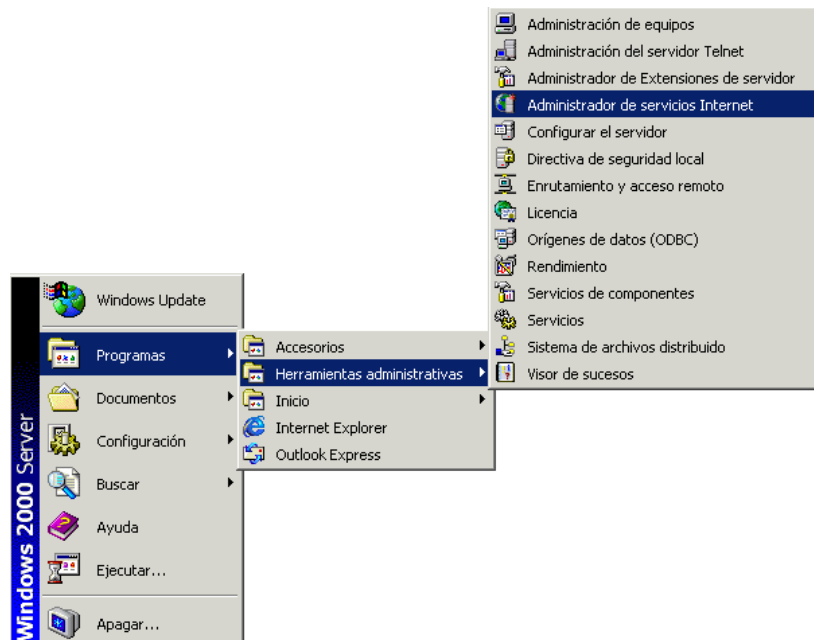 Administración de equipos
Administración del servidor Telnet
Administrador de Extensiones de servidor
Administrador de servicios Internet
Configurar el servidor
Directiva de seguridad local
Enrutamiento y acceso remoto
Licencia
Orígenes de datos (ODBC)
Rendimiento
Servicios de componentes
Servicios
Sistema de archivos distribuido
Visor de sucesos
Windows Update
Programas
Documentos
Configuración
Buscar
Ayuda
Ejecutar...
Apagar...
Accesorios
Herramientas administrativas
Inicio
Internet Explorer
Outlook Express
Windows 2000 Server